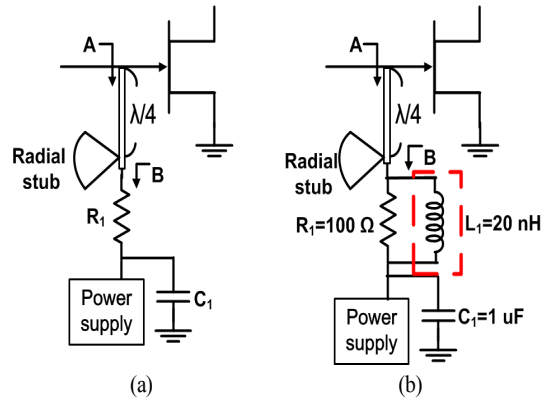 A
λ/4
Radial
stub
B
R₁
Power
supply
C₁
(a)
A
λ/4
Radial
stub
B
R₁=100 Ω
L₁=20 nH
Power
supply
C₁=1 uF
(b)